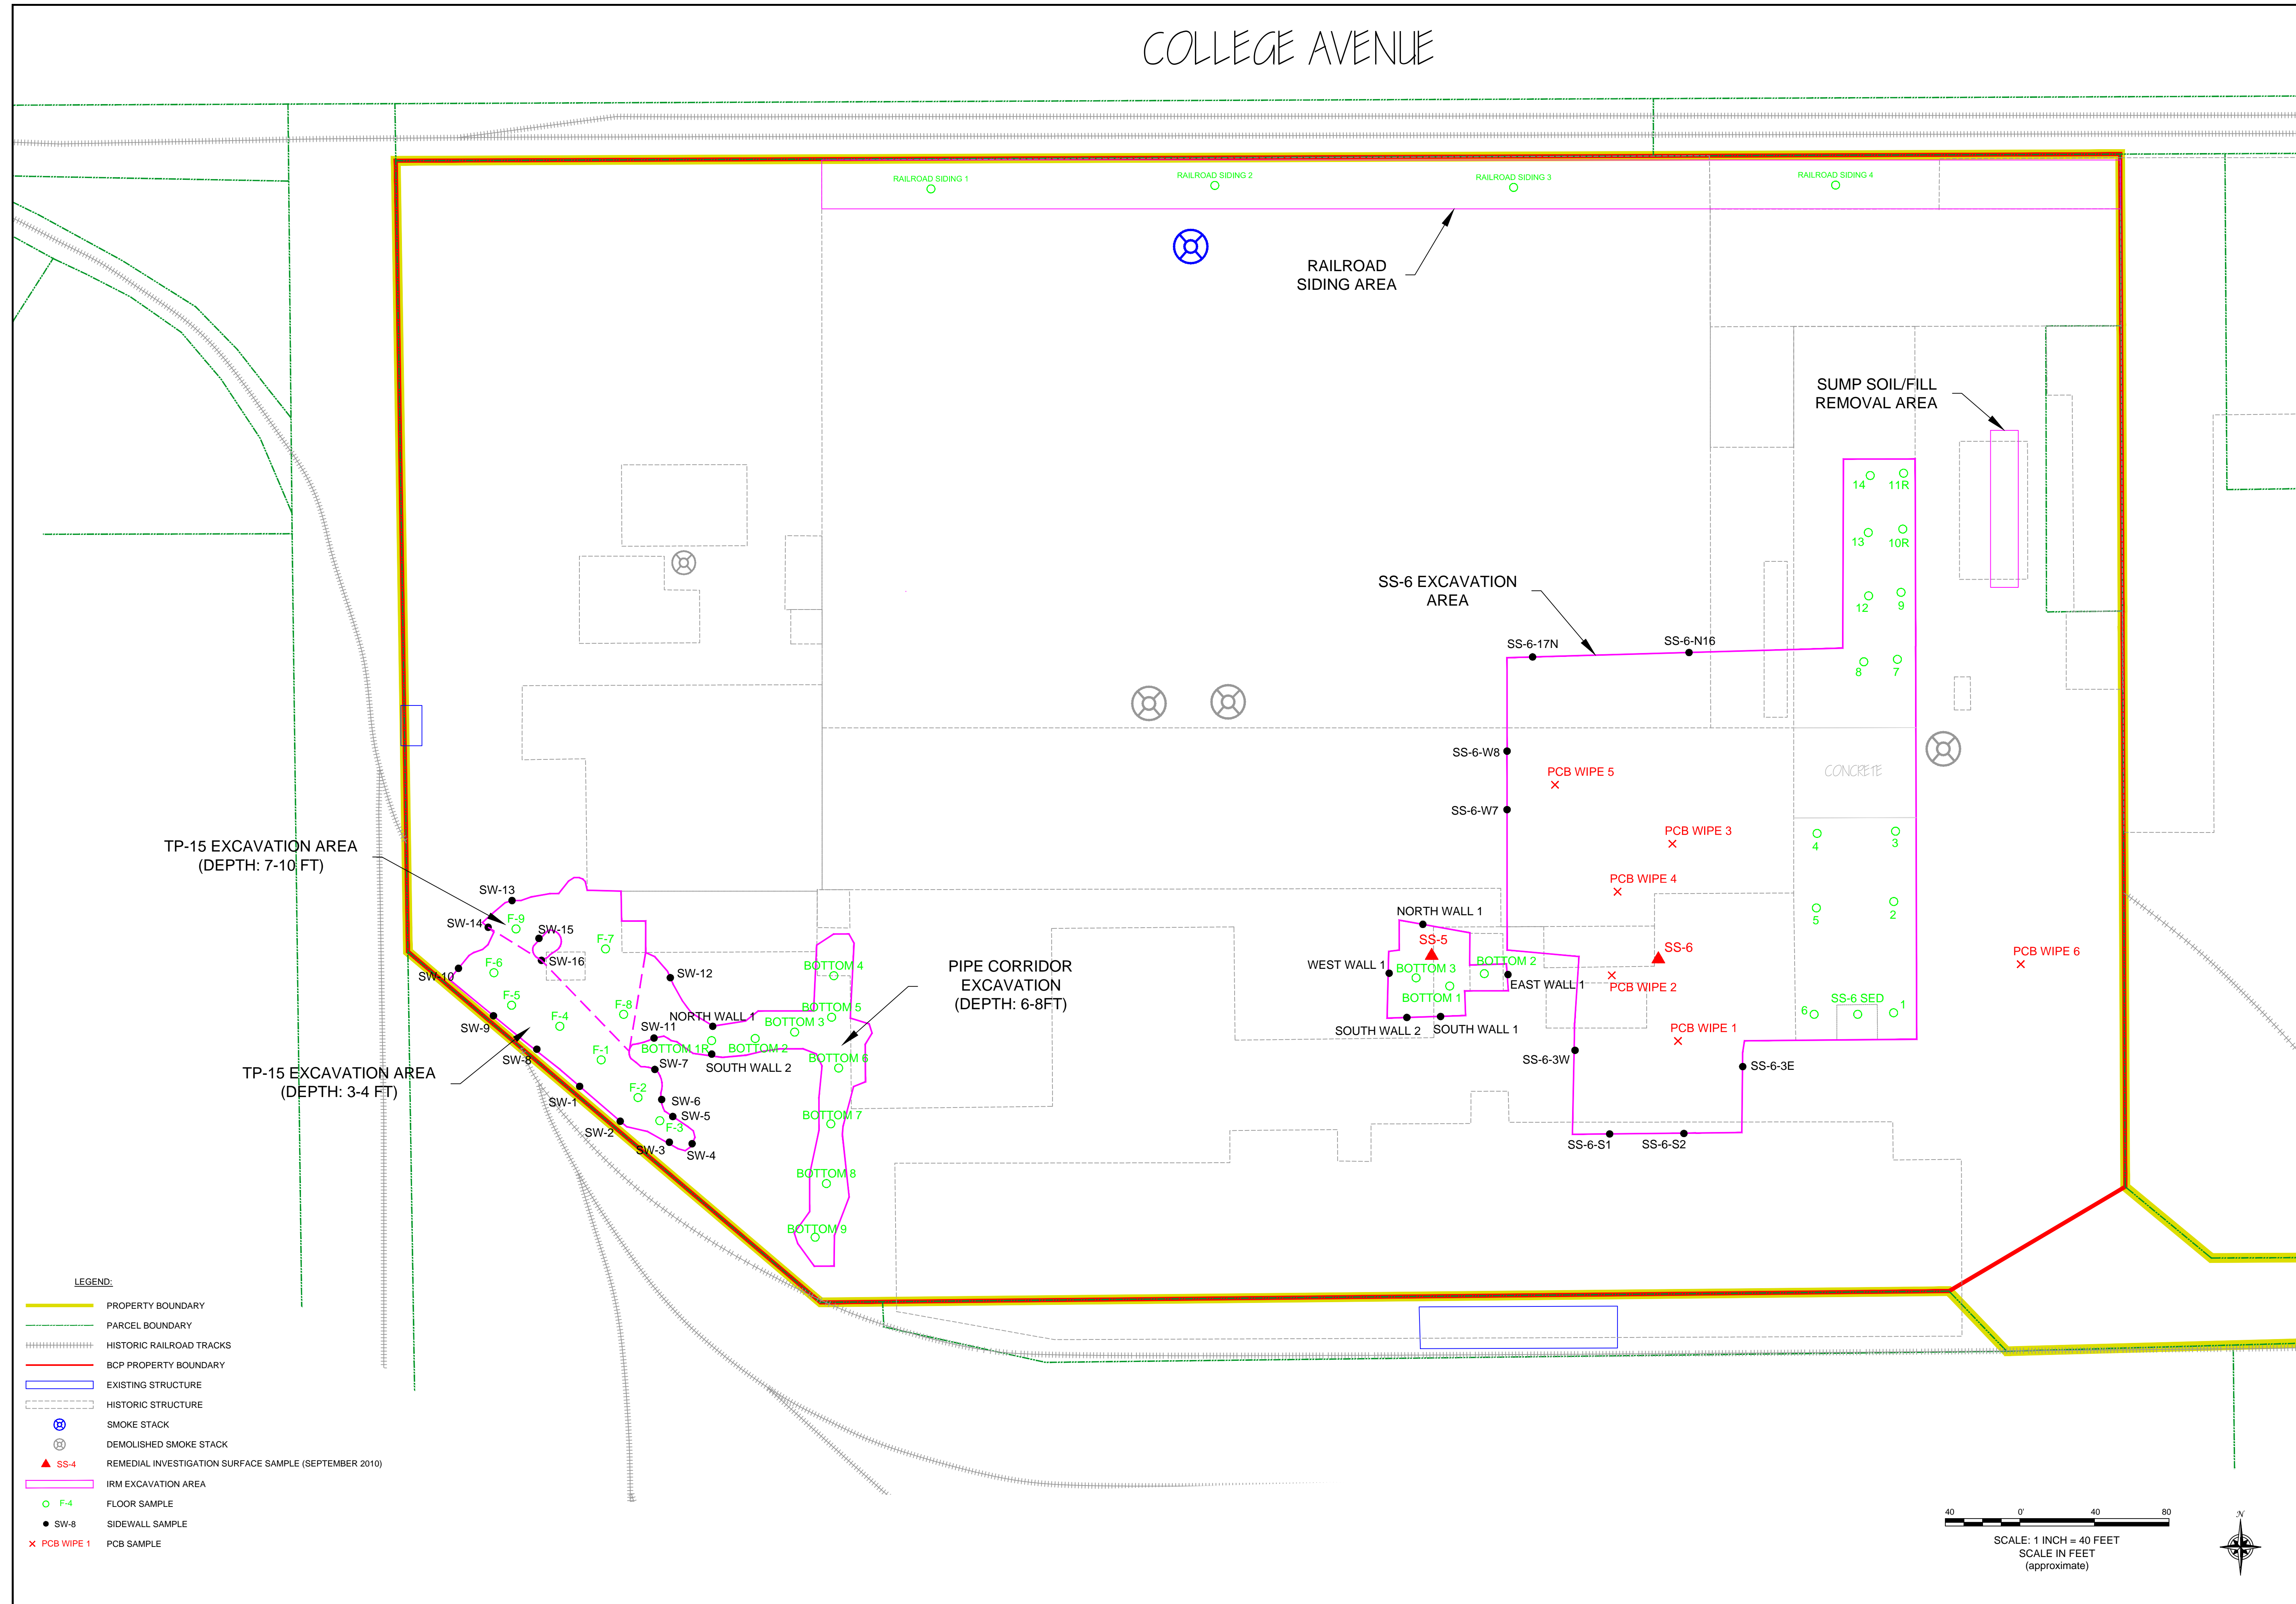 COLLEGE AVENUE
RAILROAD SIDING 1
RAILROAD SIDING 2
RAILROAD SIDING 3
RAILROAD SIDING 4
RAILROAD
SIDING AREA
SUMP SOIL/FILL
REMOVAL AREA
14
11R
13
10R
12
9
8
7
SS-6 EXCAVATION
AREA
SS-6-17N
SS-6-N16
SS-6-W8
SS-6-W7
PCB WIPE 5
PCB WIPE 3
PCB WIPE 4
CONCRETE
4
3
5
2
TP-15 EXCAVATION AREA
(DEPTH: 7-10 FT)
SW-13
SW-14
F-9
SW-15
F-7
SW-16
F-6
SW-10
SW-12
F-5
F-8
F-4
SW-9
SW-11
NORTH WALL 1
SW-8
F-1
BOTTOM 1R
BOTTOM 2
BOTTOM 3
BOTTOM 4
BOTTOM 5
BOTTOM 6
SOUTH WALL 2
SW-7
TP-15 EXCAVATION AREA
(DEPTH: 3-4 FT)
F-2
SW-1
SW-6
SW-5
F-3
SW-2
SW-3
SW-4
BOTTOM 7
BOTTOM 8
BOTTOM 9
PIPE CORRIDOR
EXCAVATION
(DEPTH: 6-8FT)
NORTH WALL 1
SS-5
WEST WALL 1
BOTTOM 3
BOTTOM 2
EAST WALL 1
BOTTOM 1
SOUTH WALL 2
SOUTH WALL 1
SS-6
PCB WIPE 2
PCB WIPE 1
PCB WIPE 6
6
SS-6 SED
1
SS-6-3W
SS-6-3E
SS-6-S1
SS-6-S2
LEGEND:
PROPERTY BOUNDARY
PARCEL BOUNDARY
HISTORIC RAILROAD TRACKS
BCP PROPERTY BOUNDARY
EXISTING STRUCTURE
HISTORIC STRUCTURE
SMOKE STACK
DEMOLISHED SMOKE STACK
SS-4 REMEDIAL INVESTIGATION SURFACE SAMPLE (SEPTEMBER 2010)
IRM EXCAVATION AREA
F-4 FLOOR SAMPLE
SW-8 SIDEWALL SAMPLE
PCB WIPE 1 PCB SAMPLE
40 0' 40 80
SCALE: 1 INCH = 40 FEET
SCALE IN FEET
(approximate)
N